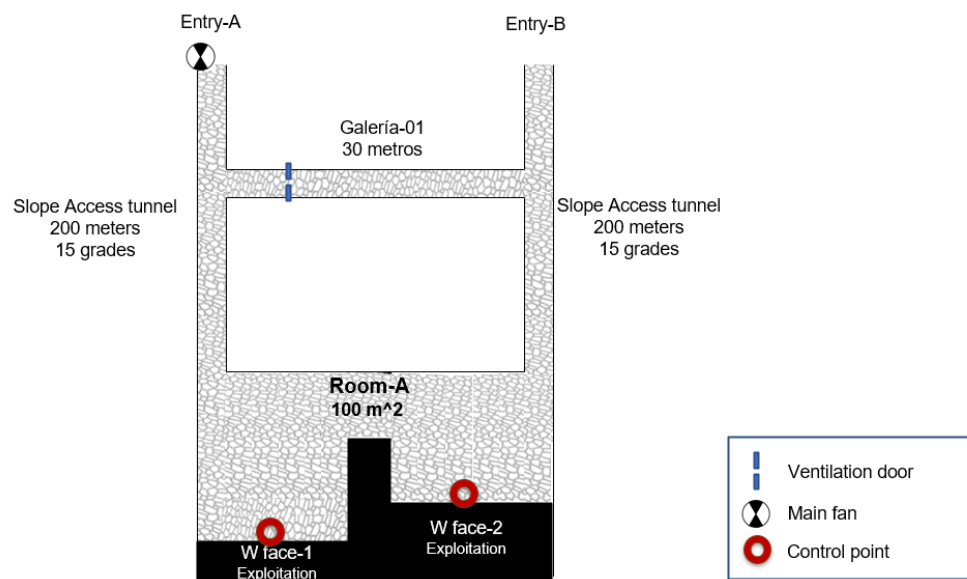 Entry-A
Entry-B
Galería-01
30 metros
Slope Access tunnel
200 meters
15 grades
Slope Access tunnel
200 meters
15 grades
Room-A
100 m^2
W face-1
Exploitation
W face-2
Exploitation
Ventilation door
Main fan
Control point